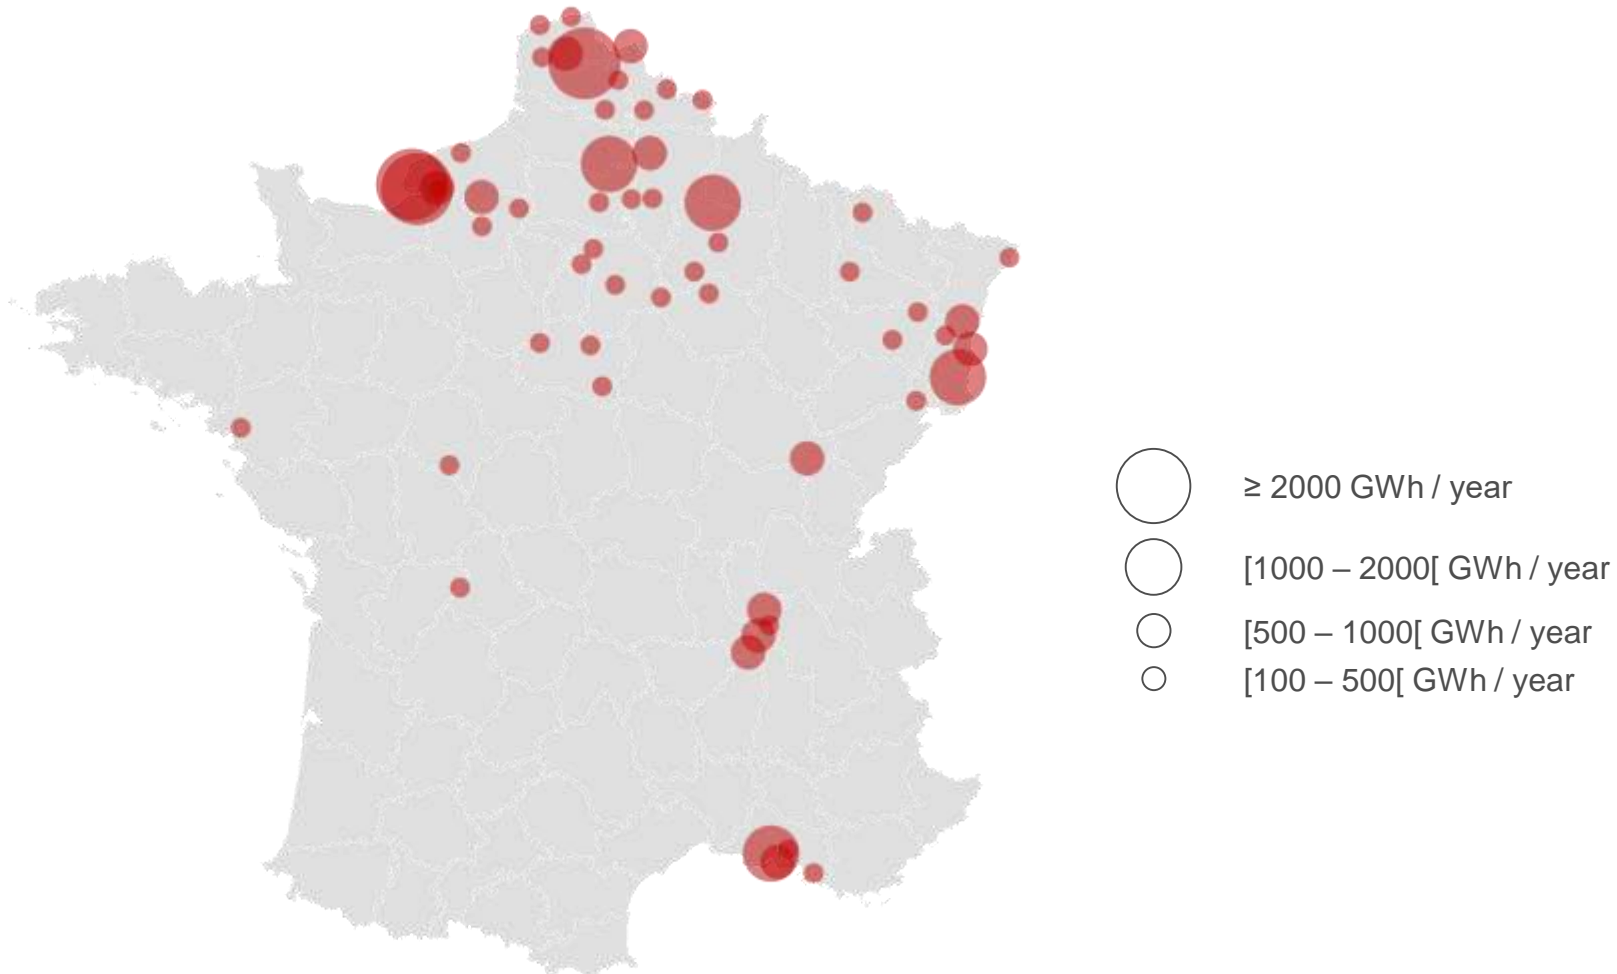 ≥ 2000 GWh / year
[1000 – 2000[ GWh / year
[500 – 1000[ GWh / year
[100 – 500[ GWh / year